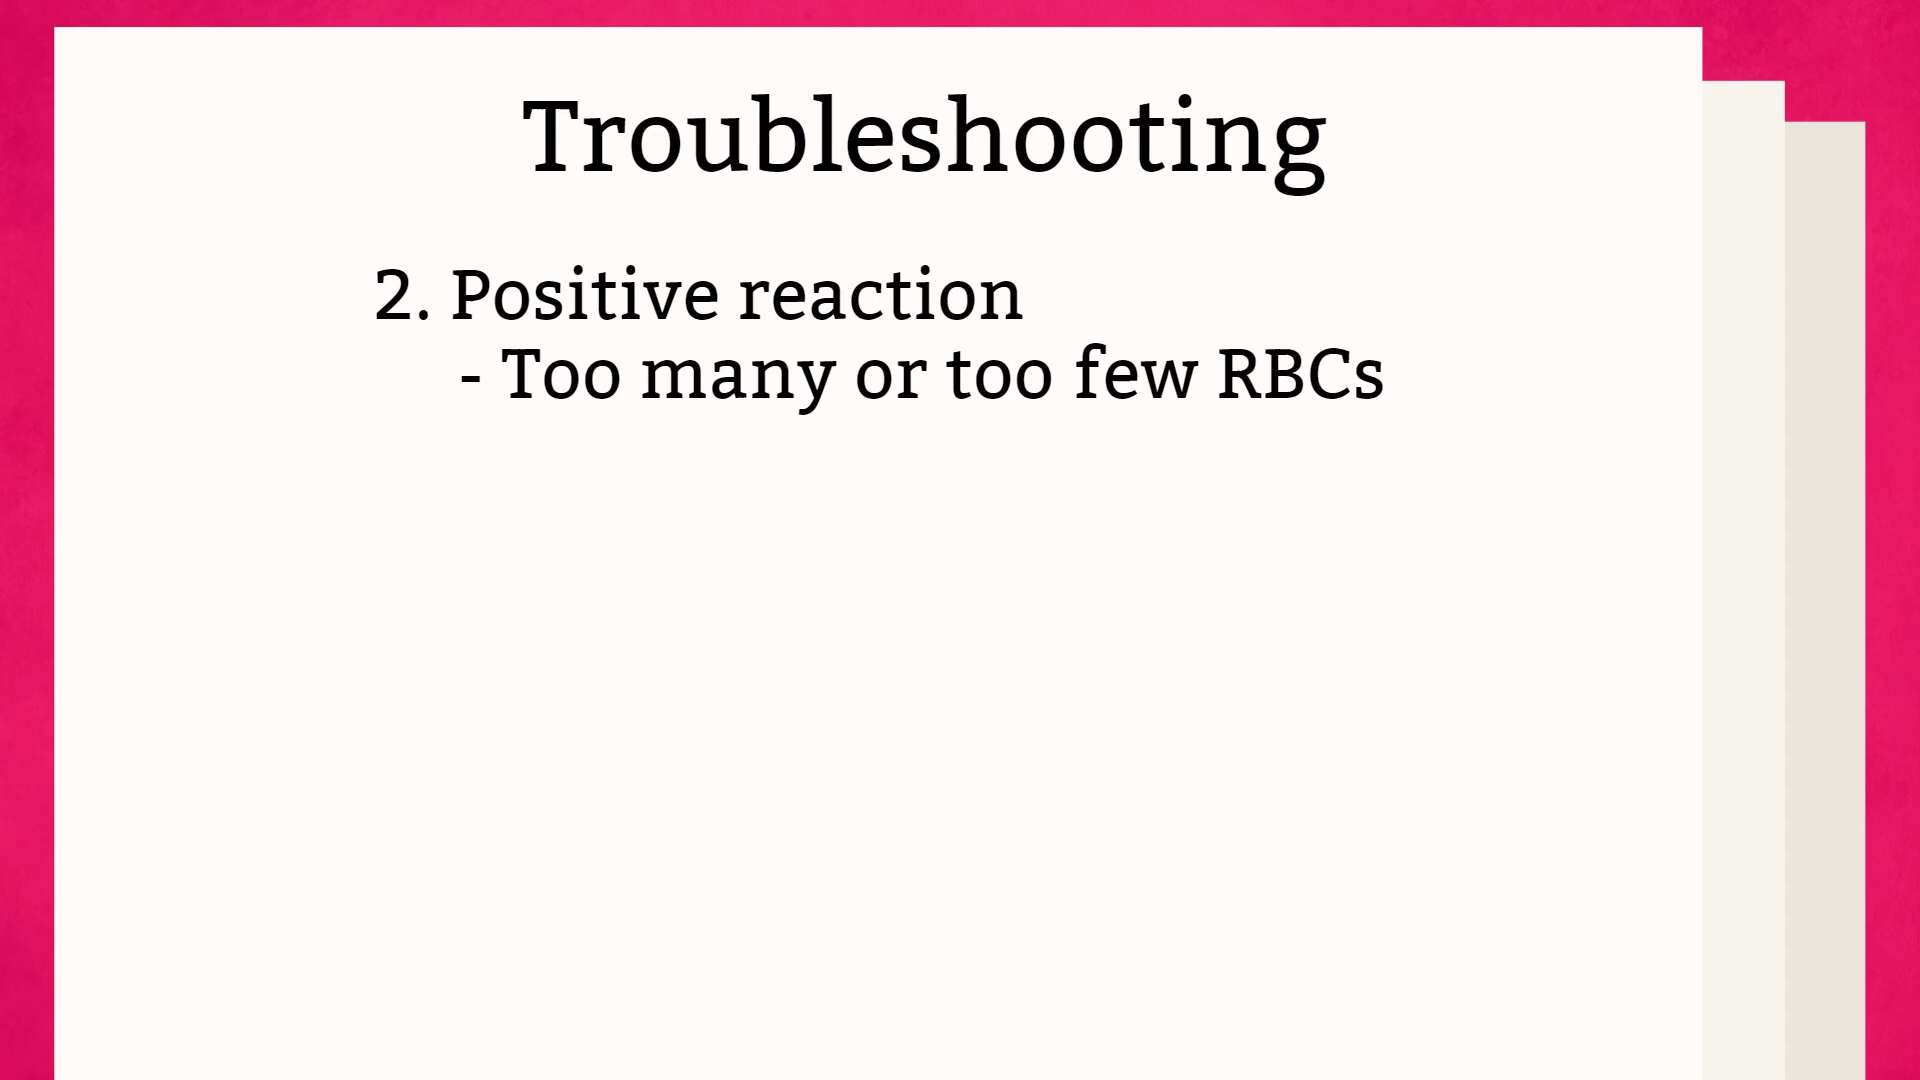 Troubleshooting
2. Positive reaction
- Too many or too few RBCs